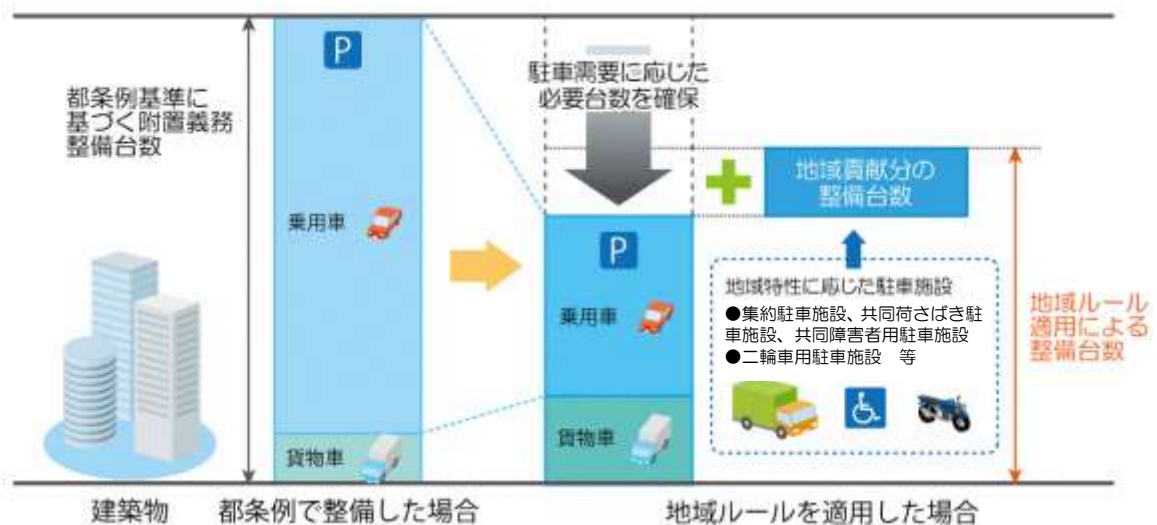 都条例基準に
基づく附置義務
整備台数
P
乗用車
貨物車
駐車需要に応じた
必要台数を確保
P
乗用車
貨物車
地域貢献分の
整備台数
地域特性に応じた駐車施設
●集約駐車施設、共同荷さばき駐
車施設、共同障害者用駐車施設
●二輪車用駐車施設 等
地域ルール
適用による
整備台数
建築物
都条例で整備した場合
地域ルールを適用した場合